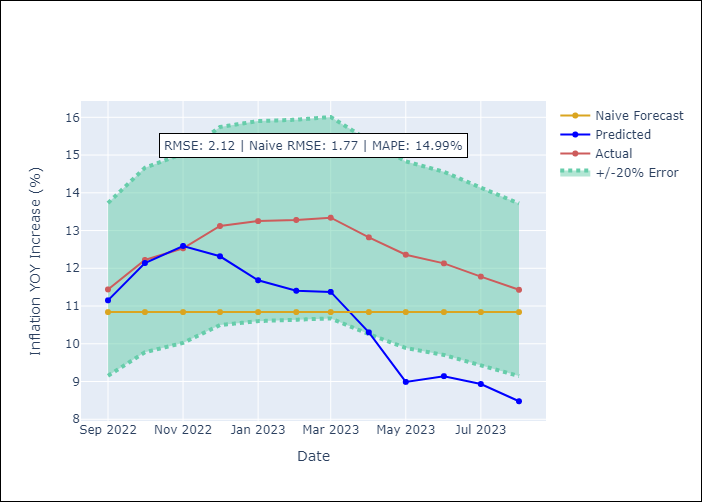 16
15
14
13
12
11
10
9
8
Inflation YOY Increase (%)
RMSE: 2.12 | Naive RMSE: 1.77 | MAPE: 14.99%
Sep 2022 Nov 2022 Jan 2023 Mar 2023 May 2023 Jul 2023
Date
Naive Forecast
Predicted
Actual
+/-20% Error